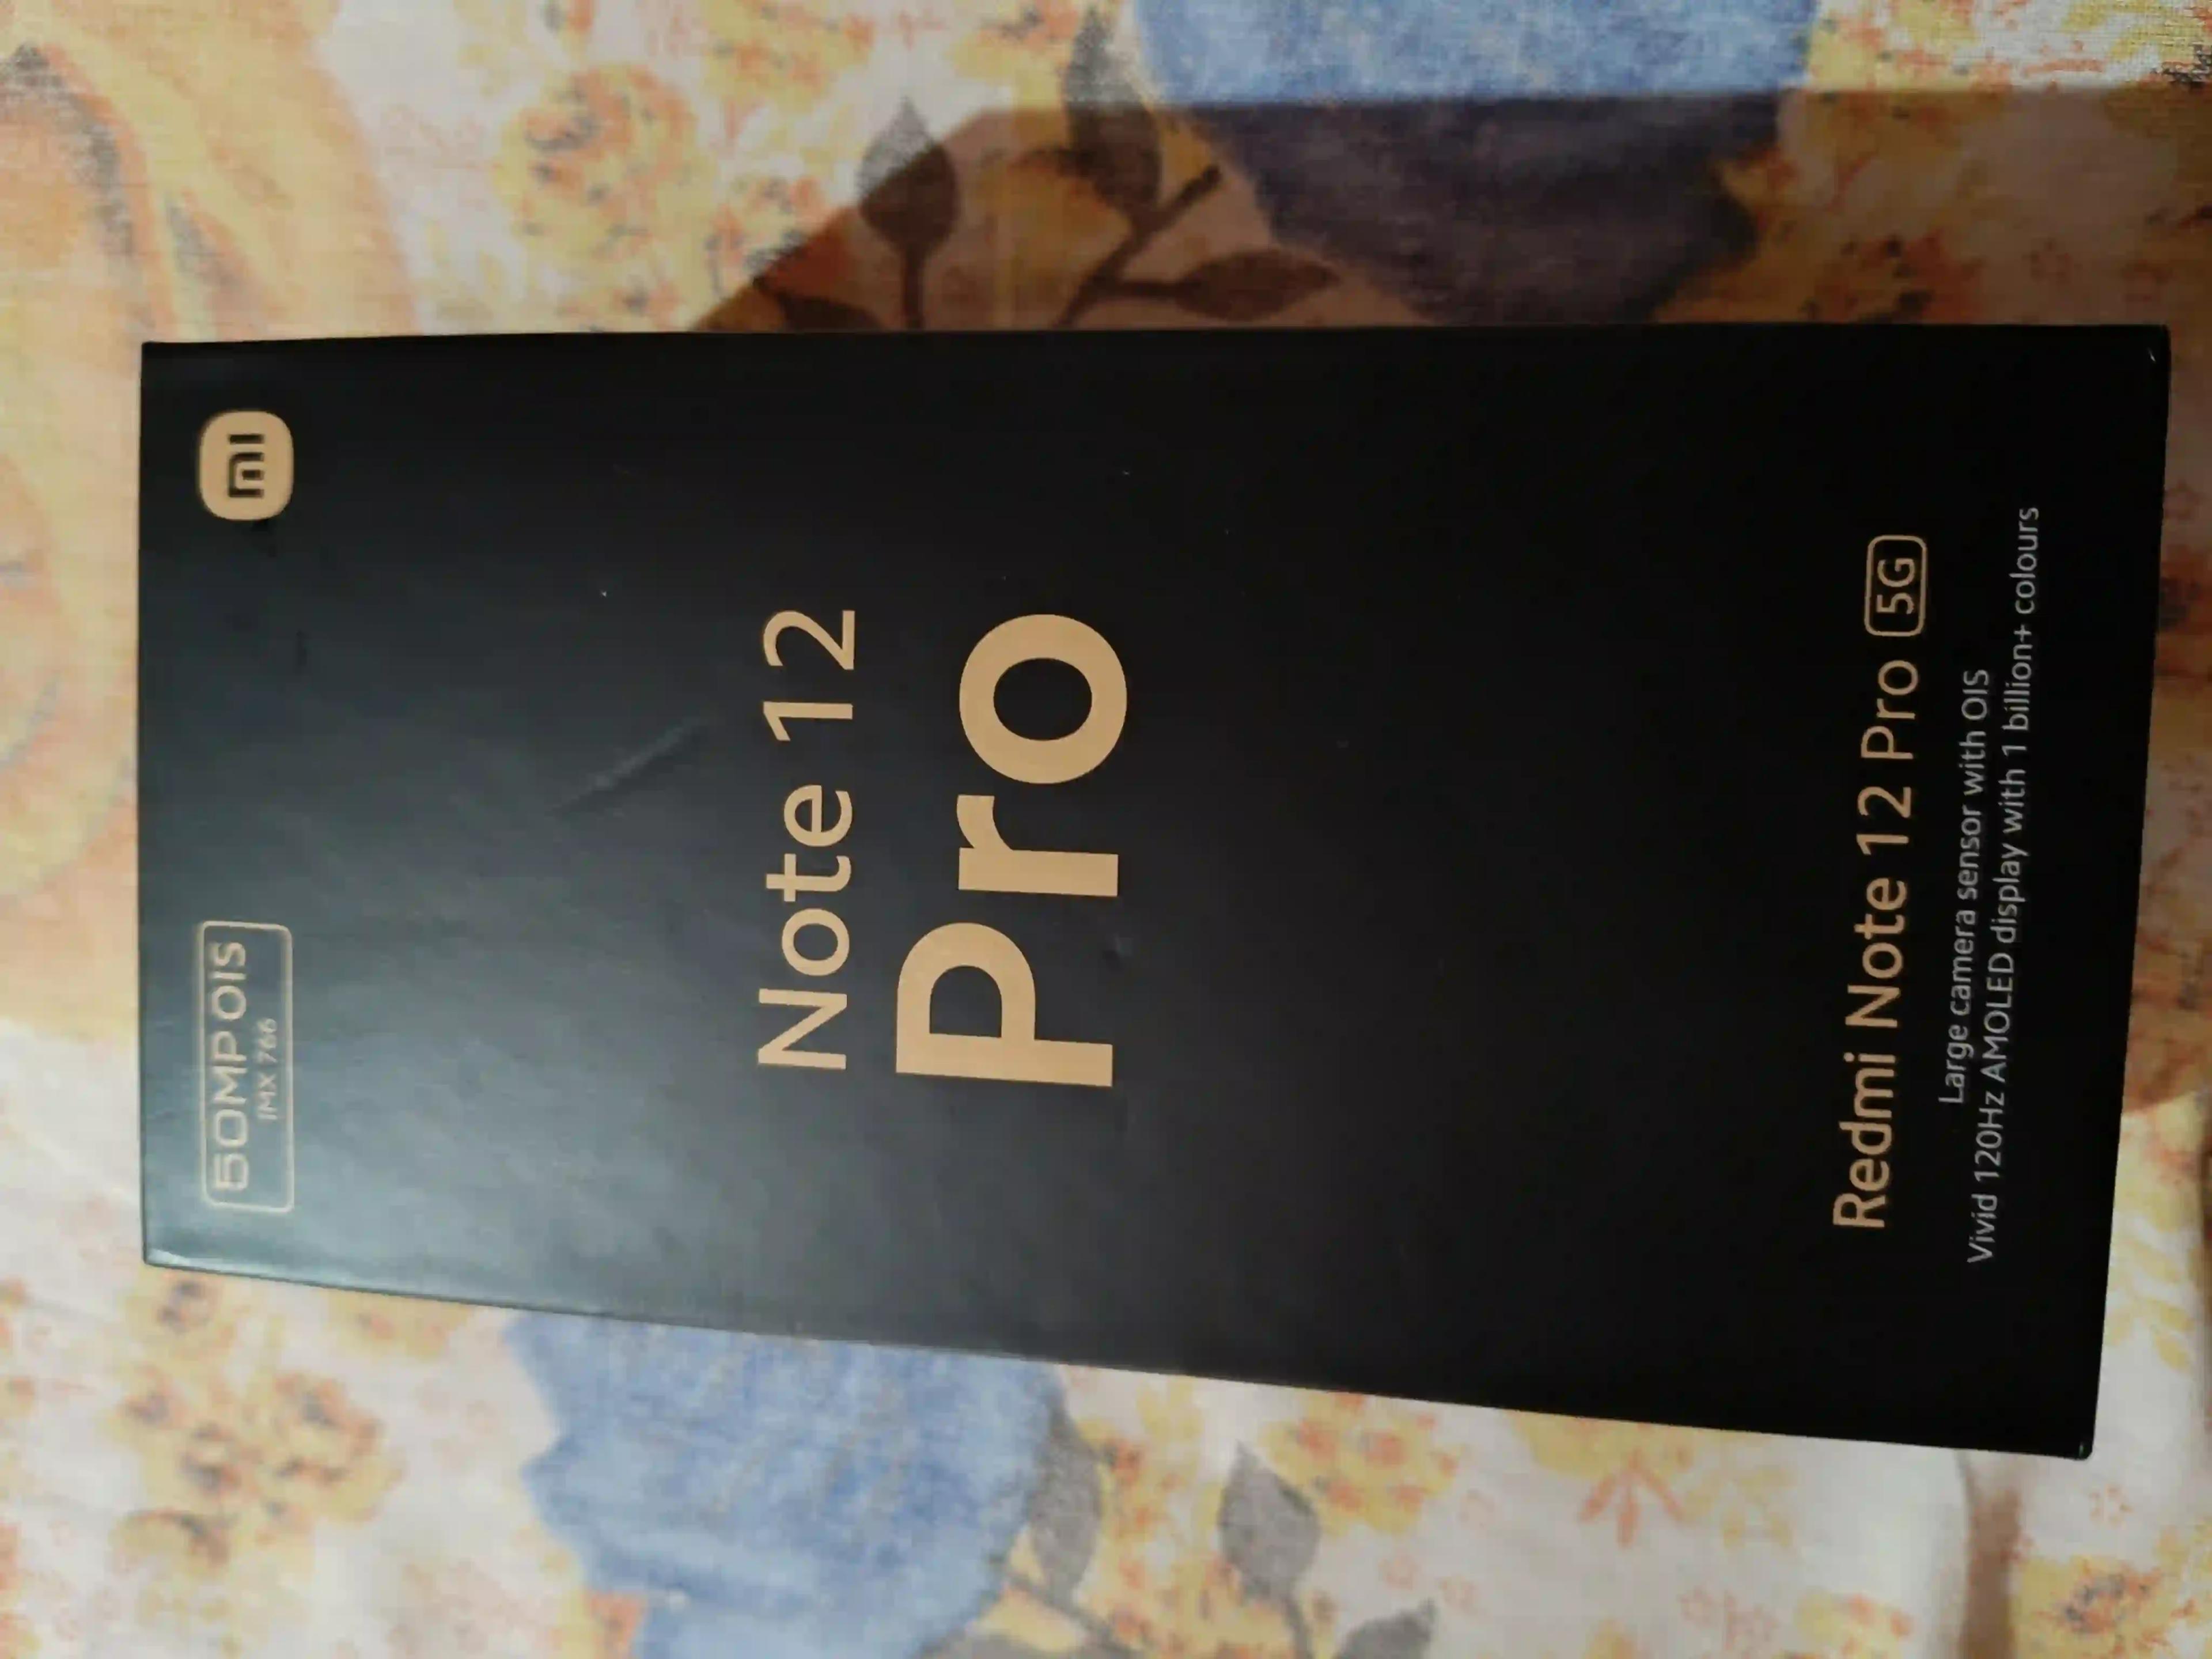 50MP OIS
IMX 766
mi
Note 12
Pro
Redmi Note 12 Pro 5G
Large camera sensor with OIS
Vivid 120Hz AMOLED display with 1 billion+ colours